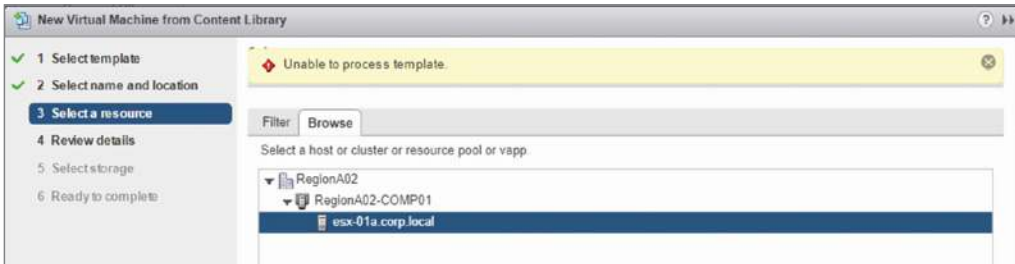 New Virtual Machine from Content Library
1 Select template
2 Select name and location
3 Select a resource
4 Review details
5 Select storage
6 Ready to complete
Unable to process template.
Filter Browse
Select a host or cluster or resource pool or vapp.
RegionA02
RegionA02-COMP01
esx-01a.corp.local